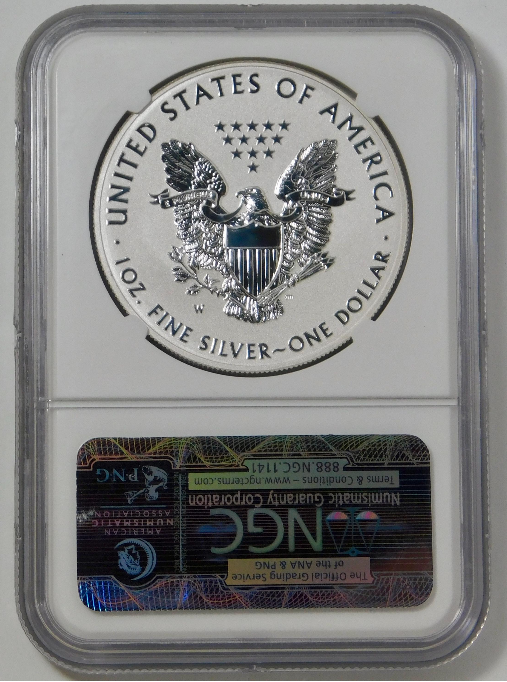 UNITED STATES OF AMERICA
W
· 1 OZ. FINE SILVER~ONE DOLLAR ·
The Official Grading Service
of the ANA & PNG
NGC
Numismatic Guaranty Corporation
Terms & Conditions – www.ngcterms.com
888.NGC.1141
AMERICAN
NUMISMATIC
ASSOCIATION
PNG